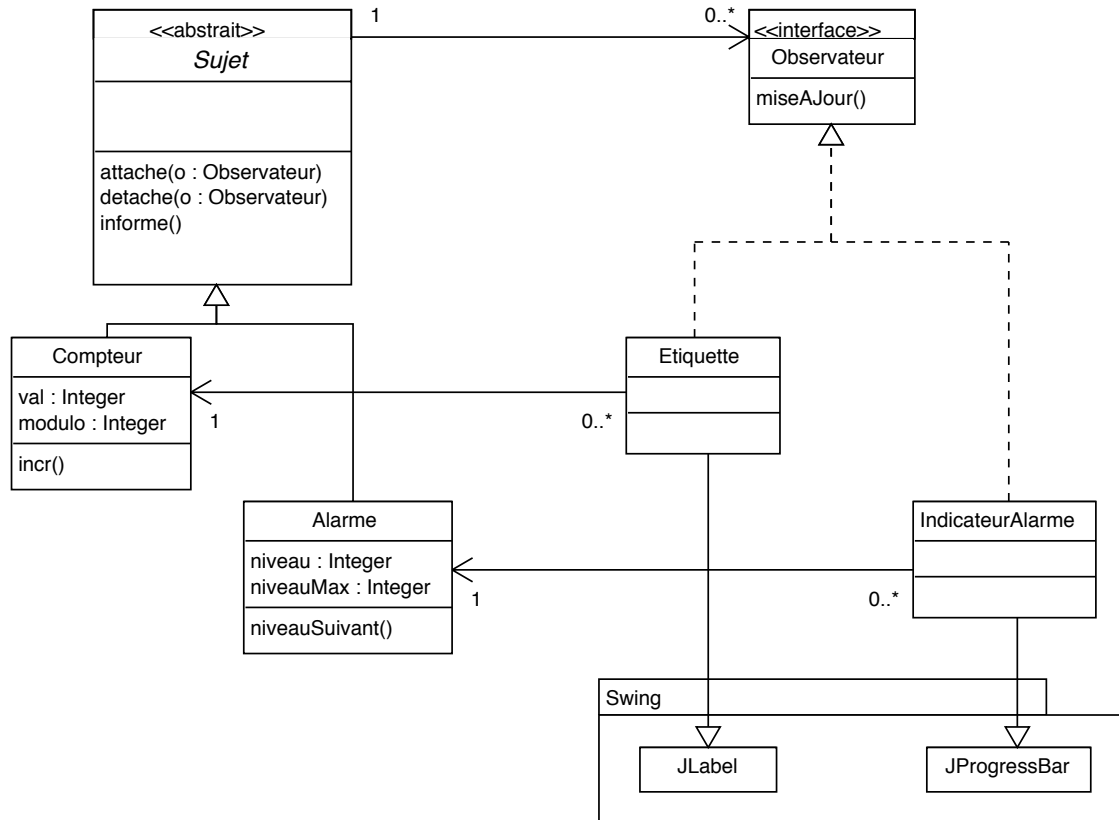 1
0..*
<<abstrait>>
Sujet
<<interface>>
Observateur
miseAJour()
attache(o : Observateur)
detache(o : Observateur)
informe()
Compteur
val : Integer
modulo : Integer
incr()
1
0..*
Etiquette
Alarme
niveau : Integer
niveauMax : Integer
niveauSuivant()
1
0..*
IndicateurAlarme
Swing
JLabel
JProgressBar